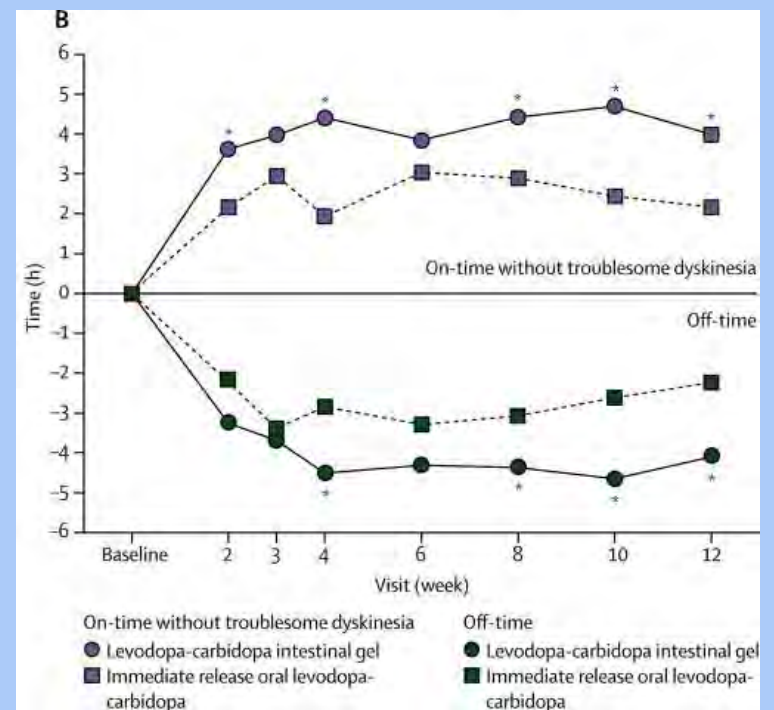 B
6
5
4
3
2
1
0
–1
–2
–3
–4
–5
–6
Time (h)
* * * * *
On-time without troublesome dyskinesia
Off-time
* * * *
Baseline 2 3 4 6 8 10 12
Visit (week)
On-time without troublesome dyskinesia
Levodopa-carbidopa intestinal gel
Immediate release oral levodopa-
carbidopa
Off-time
Levodopa-carbidopa intestinal gel
Immediate release oral levodopa-
carbidopa